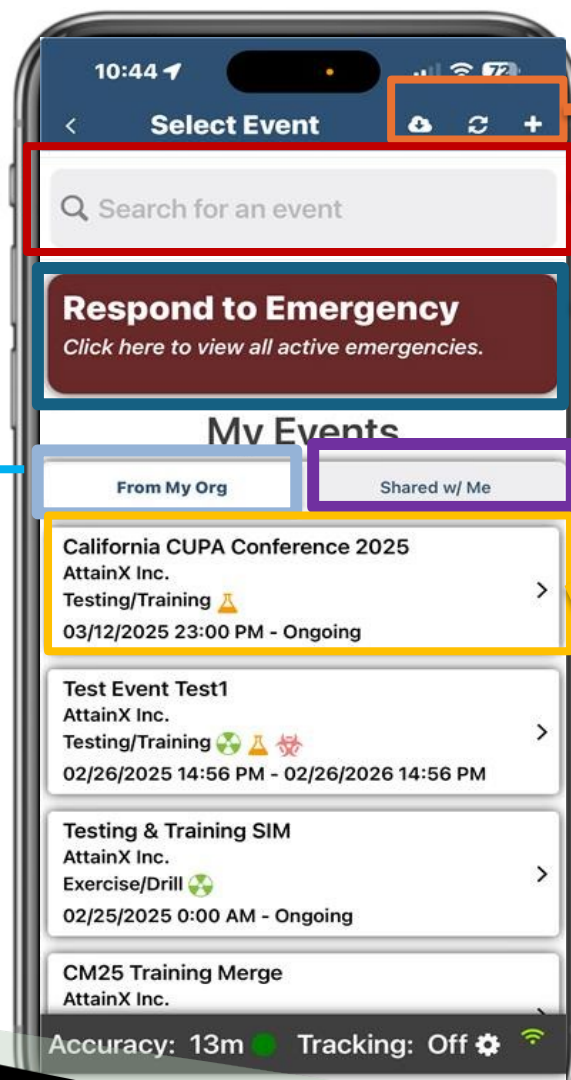 10:44
72
Select Event
Search for an event
Respond to Emergency
Click here to view all active emergencies.
My Events
From My Org
Shared w/ Me
California CUPA Conference 2025
AttainX Inc.
Testing/Training
03/12/2025 23:00 PM - Ongoing
Test Event Test1
AttainX Inc.
Testing/Training
02/26/2025 14:56 PM - 02/26/2026 14:56 PM
Testing & Training SIM
AttainX Inc.
Exercise/Drill
02/25/2025 0:00 AM - Ongoing
CM25 Training Merge
AttainX Inc.
Accuracy: 13m Tracking: Off